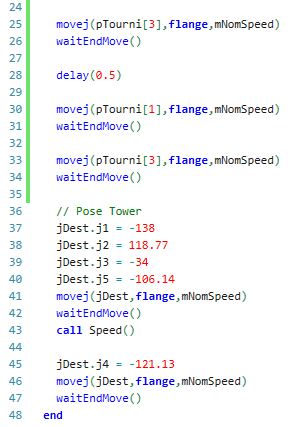 24
25 movej(pTourni[3],flange,mNomSpeed)
26 waitEndMove()
27
28 delay(0.5)
29
30 movej(pTourni[1],flange,mNomSpeed)
31 waitEndMove()
32
33 movej(pTourni[3],flange,mNomSpeed)
34 waitEndMove()
35
36 // Pose Tower
37 jDest.j1 = -138
38 jDest.j2 = 118.77
39 jDest.j3 = -34
40 jDest.j5 = -106.14
41 movej(jDest,flange,mNomSpeed)
42 waitEndMove()
43 call Speed()
44
45 jDest.j4 = -121.13
46 movej(jDest,flange,mNomSpeed)
47 waitEndMove()
48 end